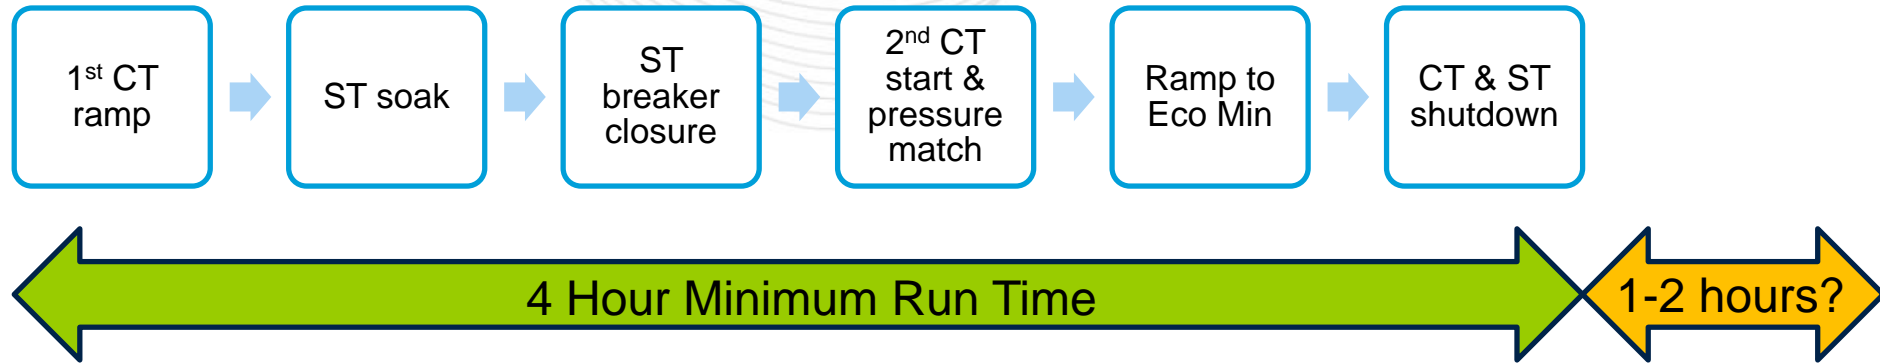 1st CT
ramp
ST soak
ST
breaker
closure
2nd CT
start &
pressure
match
Ramp to
Eco Min
CT & ST
shutdown
4 Hour Minimum Run Time
1-2 hours?